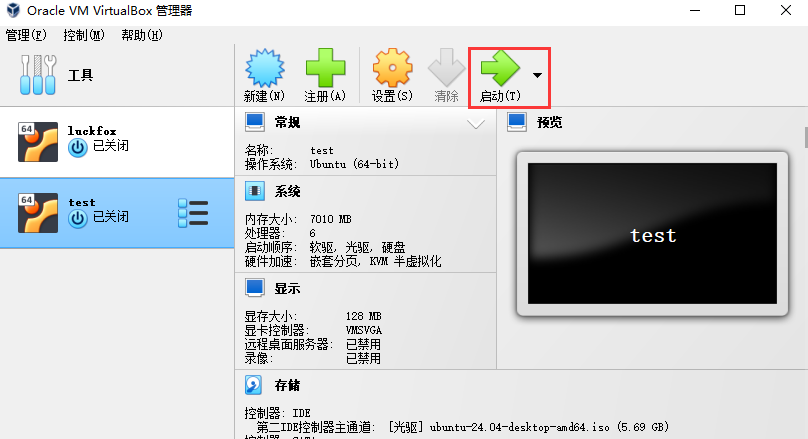 Oracle VM VirtualBox 管理器
管理(F) 控制(M) 帮助(H)
工具
新建(N) 注册(A) 设置(S) 清除 启动(T)
64 luckfox
已关闭
64 test
已关闭
常规
名称: test
操作系统: Ubuntu (64-bit)
系统
内存大小: 7010 MB
处理器: 6
启动顺序: 软驱, 光驱, 硬盘
硬件加速: 嵌套分页, KVM 半虚拟化
显示
显存大小: 128 MB
显卡控制器: VMSVGA
远程桌面服务器: 已禁用
录像: 已禁用
预览
test
存储
控制器: IDE
第二IDE控制器主通道: [光驱] ubuntu-24.04-desktop-amd64.iso (5.69 GB)